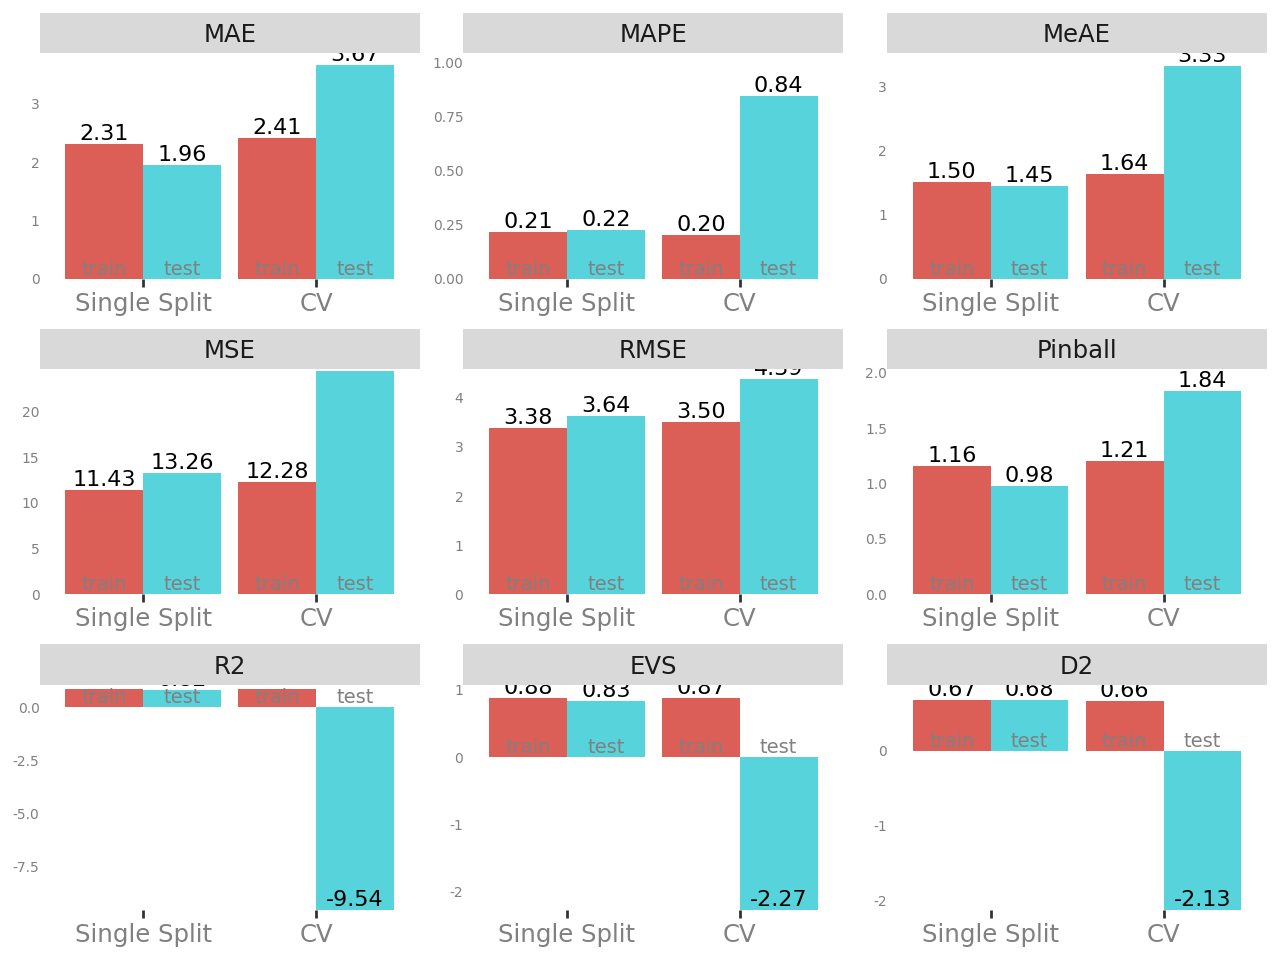 MAE
MAPE
MeAE
3.67
2.31
1.96
2.41
3
2
1
0
train
test
train
test
Single Split
CV
1.00
0.84
0.75
0.50
0.25
0.00
0.21
0.22
0.20
train
test
train
test
Single Split
CV
3.33
3
2
1
0
1.50
1.45
1.64
train
test
train
test
Single Split
CV
MSE
RMSE
Pinball
20
15
10
5
0
11.43
13.26
12.28
train
test
train
test
Single Split
CV
4.39
4
3
2
1
0
3.38
3.64
3.50
train
test
train
test
Single Split
CV
2.0
1.5
1.0
0.5
0.0
1.16
0.98
1.21
1.84
train
test
train
test
Single Split
CV
R2
EVS
D2
0.0
-2.5
-5.0
-7.5
train
test
train
test
-9.54
Single Split
CV
1
0
-1
-2
0.88
0.83
0.87
train
test
train
test
-2.27
Single Split
CV
0
-1
-2
0.67
0.68
0.66
train
test
train
test
-2.13
Single Split
CV